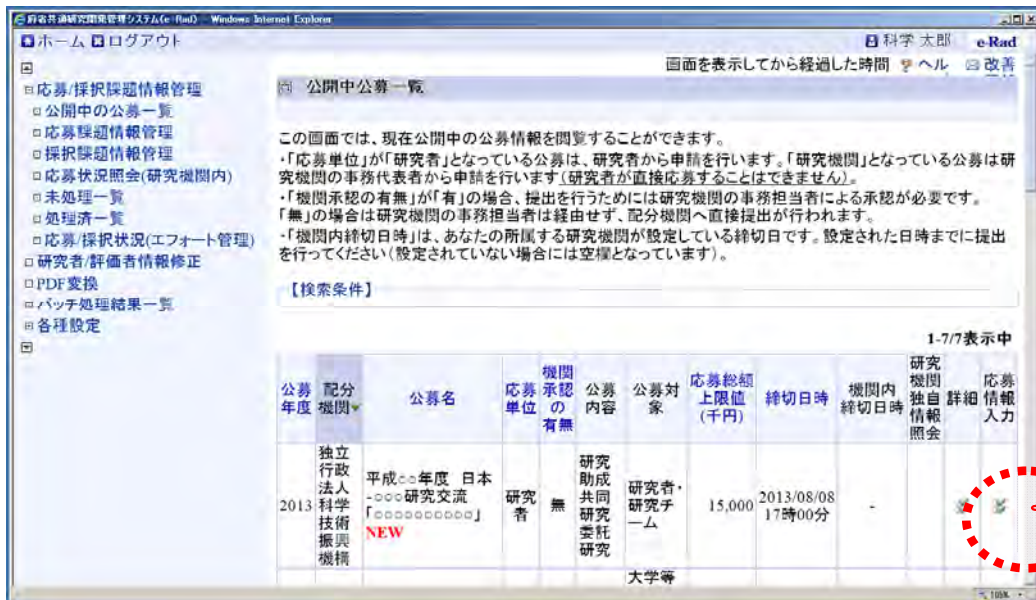 府省共通研究開発管理システム(e-Rad) - Windows Internet Explorer
ホーム ログアウト
科学 太郎 e-Rad
画面を表示してから経過した時間 ヘル 改善
応募/採択課題情報管理
公開中の公募一覧
応募課題情報管理
採択課題情報管理
応募状況照会(研究機関内)
未処理一覧
処理済一覧
応募/採択状況(エフォート管理)
研究者/評価者情報修正
PDF変換
バッチ処理結果一覧
各種設定
公開中公募一覧
この画面では、現在公開中の公募情報を閲覧することができます。
・「応募単位」が「研究者」となっている公募は、研究者から申請を行います。「研究機関」となっている公募は研
究機関の事務代表者から申請を行います(研究者が直接応募することはできません)。
・「機関承認の有無」が「有」の場合、提出を行うためには研究機関の事務担当者による承認が必要です。
「無」の場合は研究機関の事務担当者は経由せず、配分機関へ直接提出が行われます。
・「機関内締切日時」は、あなたの所属する研究機関が設定している締切日です。設定された日時までに提出
を行ってください(設定されていない場合には空欄となっています)。
【検索条件】
1-7/7表示中
公募年度
配分機関
公募名
応募単位
機関承認の有無
公募内容
公募対象
応募総額上限値(千円)
締切日時
機関内締切日時
研究機関独自情報照会
詳細
応募情報入力
2013
独立行政法人科学技術振興機構
平成○○年度 日本
-○○○研究交流
「○○○○○○○○○○」
NEW
研究者
無
研究助成共同研究委託研究
研究者・研究チーム
15,000
2013/08/08
17時00分
-
大学等
105%